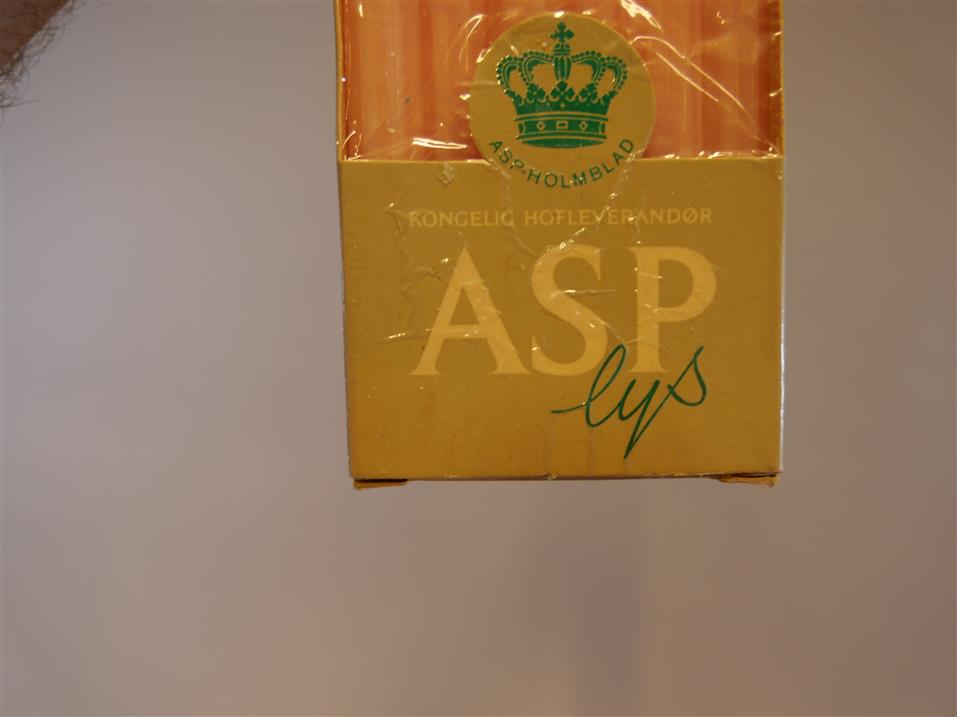 ASP-HOLMBLAD
KONGELIG HOFLEVERANDØR
ASP
lys